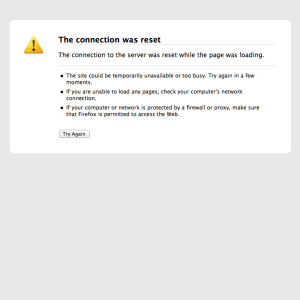 The connection was reset
The connection to the server was reset while the page was loading.
The site could be temporarily unavailable or too busy. Try again in a few
moments.
If you are unable to load any pages, check your computer's network
connection.
If your computer or network is protected by a firewall or proxy, make sure
that Firefox is permitted to access the Web.
Try Again